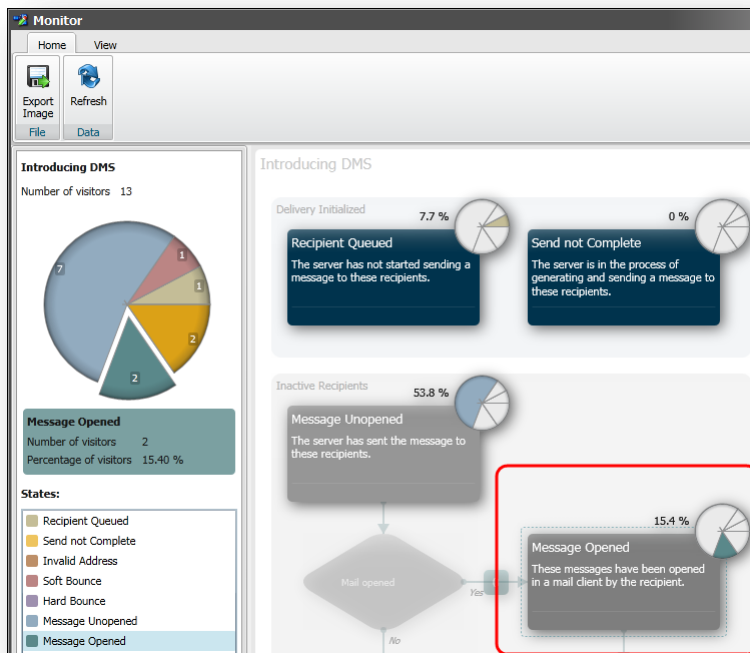 Monitor
Home View
Export
Image
Refresh
File
Data
Introducing DMS
Number of visitors 13
7
1
1
2
2
Message Opened
Number of visitors 2
Percentage of visitors 15.40 %
States:
Recipient Queued
Send not Complete
Invalid Address
Soft Bounce
Hard Bounce
Message Unopened
Message Opened
Introducing DMS
Delivery Initialized
7.7 %
Recipient Queued
The server has not started sending a
message to these recipients.
0 %
Send not Complete
The server is in the process of
generating and sending a message to
these recipients.
Inactive Recipients
53.8 %
Message Unopened
The server has sent the message to
these recipients.
Mail opened
Yes
No
15.4 %
Message Opened
These messages have been opened
in a mail client by the recipient.